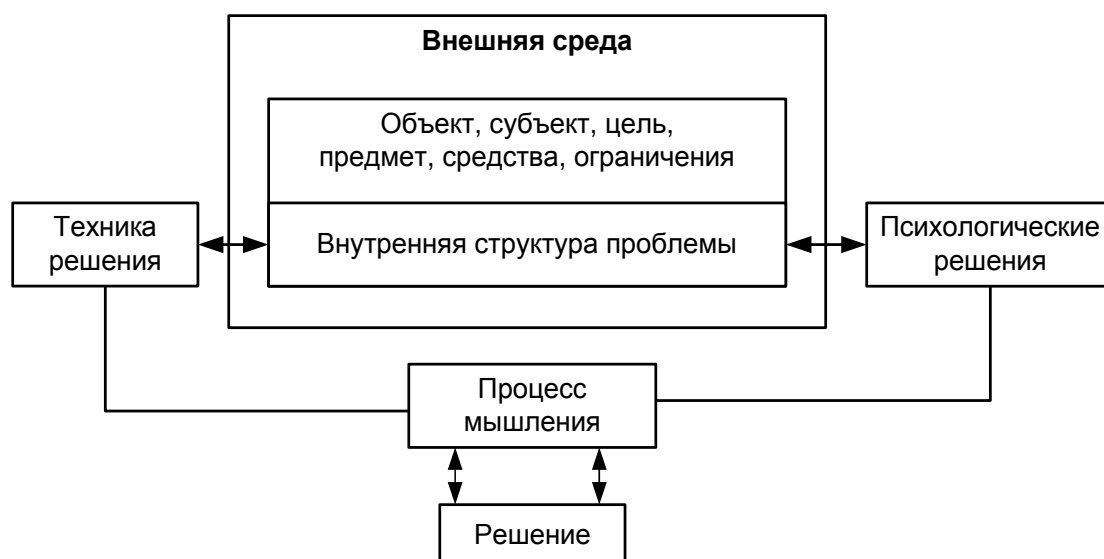 Внешняя среда
Объект, субъект, цель,
предмет, средства, ограничения
Техника
решения
Внутренняя структура проблемы
Психологические
решения
Процесс
мышления
Решение